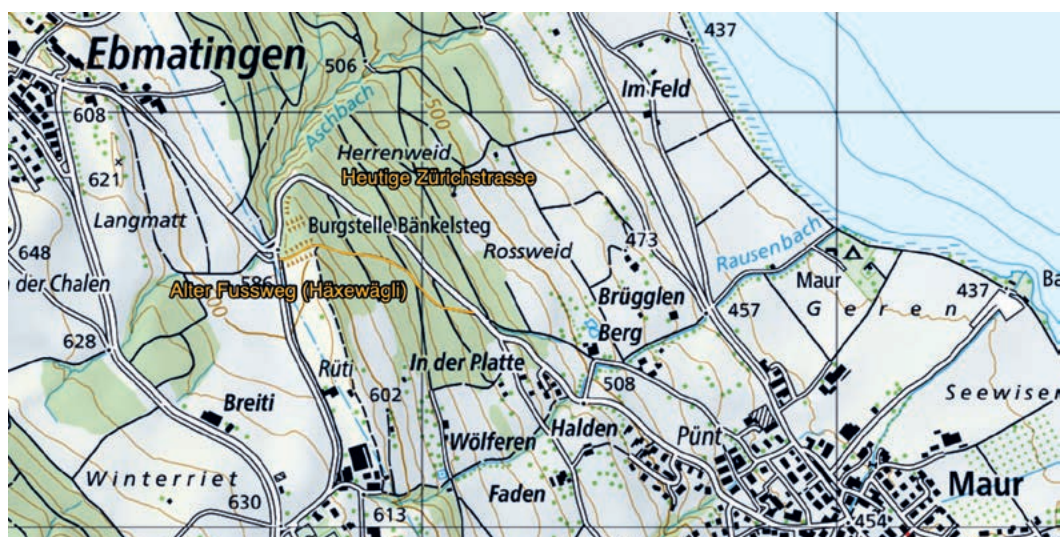 Ebmatingen
437
506
Im Feld
608
Aschbach
500
621
Herrenweid
Heutige Zürichstrasse
Langmatt
Burgstelle Bänkelsteg
648
Rossweid
473
Rausenbach
der Chalen
Alter Fussweg (Häxewägli)
Brügglen
Maur
437
Ba
457
Geren
Berg
628
In der Platte
Rüti
508
602
Seewiser
Breiti
Wölferen
Halden
Pünt
Winterriet
Faden
Maur
630
613
454